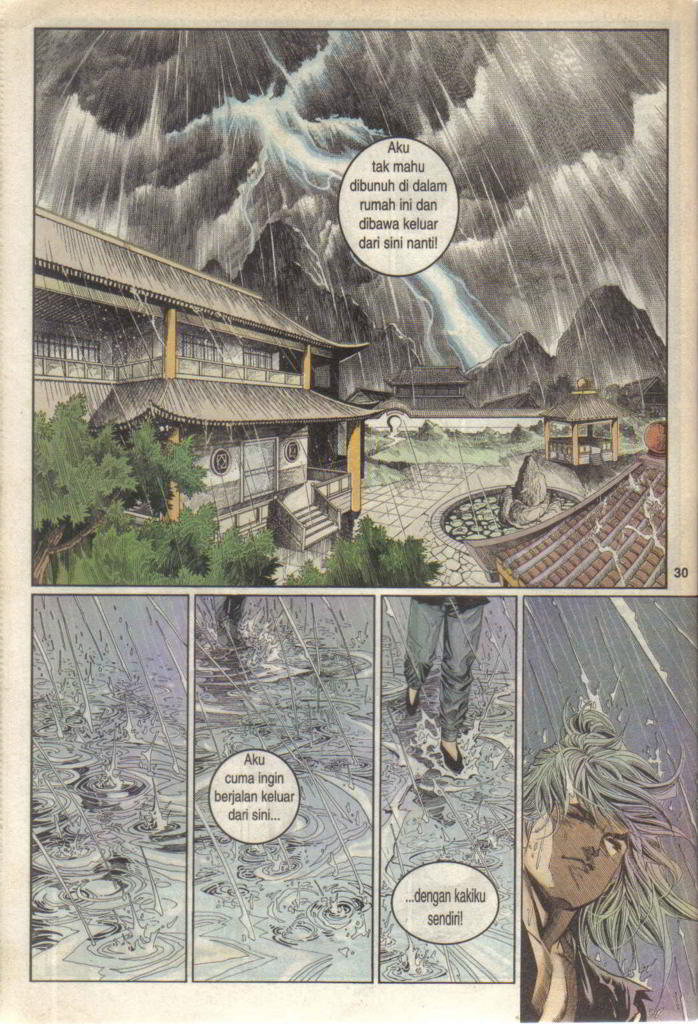 Aku
tak mahu
dibunuh di dalam
rumah ini dan
dibawa keluar
dari sini nanti!
30
Aku
cuma ingin
berjalan keluar
dari sini...
...dengan kakiku
sendiri!